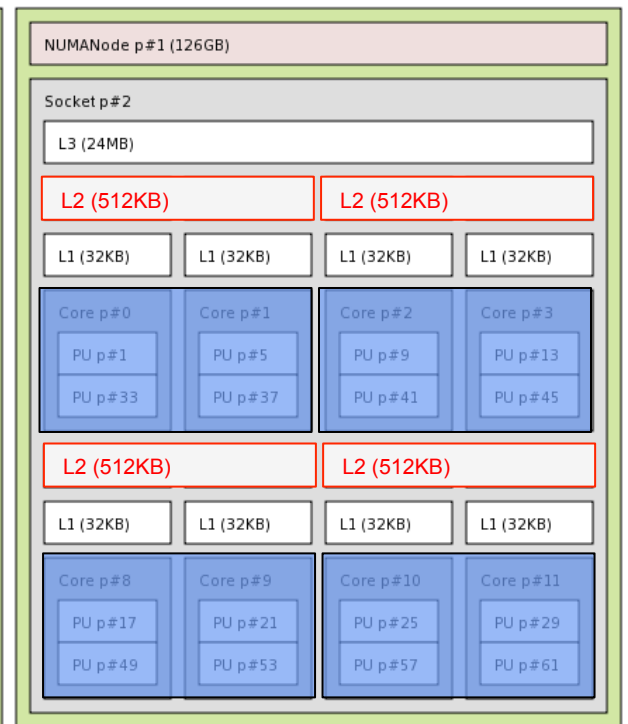 NUMANode p#1 (126GB)
Socket p#2
L3 (24MB)
L2 (512KB) L2 (512KB)
L1 (32KB) L1 (32KB) L1 (32KB) L1 (32KB)
Core p#0 Core p#1 Core p#2 Core p#3
PU p#1 PU p#5 PU p#9 PU p#13
PU p#33 PU p#37 PU p#41 PU p#45
L2 (512KB) L2 (512KB)
L1 (32KB) L1 (32KB) L1 (32KB) L1 (32KB)
Core p#8 Core p#9 Core p#10 Core p#11
PU p#17 PU p#21 PU p#25 PU p#29
PU p#49 PU p#53 PU p#57 PU p#61